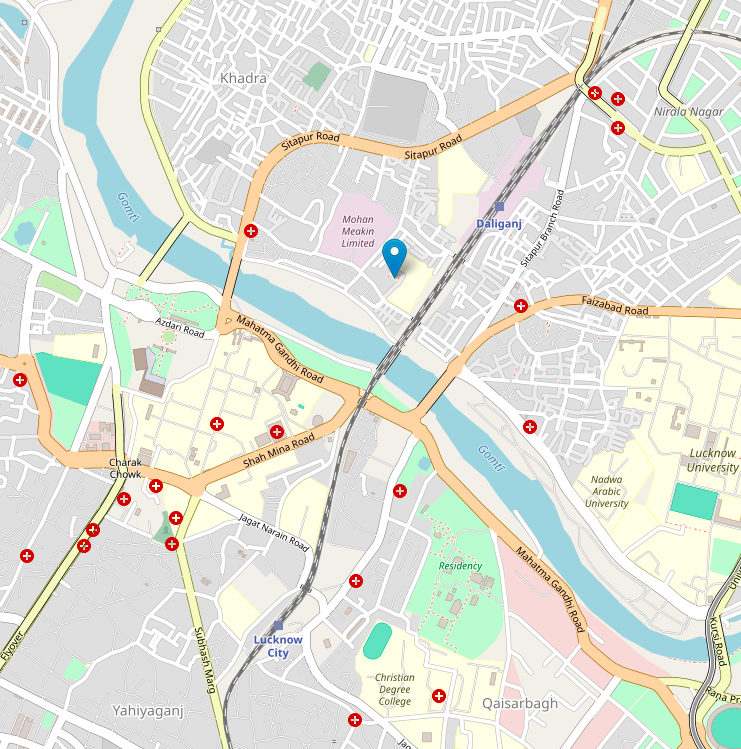 Khadra
Sitapur Road
Sitapur Road
Nirala Nagar
Gomti
Mohan
Meakin
Limited
Daliganj
Sitapur Branch Road
Faizabad Road
Azdari Road
Mahatma Gandhi Road
Shah Mina Road
Charak
Chowk
Gomti
Lucknow
University
Nadwa
Arabic
University
Jagat Narain Road
Residency
Mahatma Gandhi Road
Flyover
Subhash Marg
Lucknow
City
Kursi Road
Christian
Degree
College
Yahiyaganj
Qaisarbagh